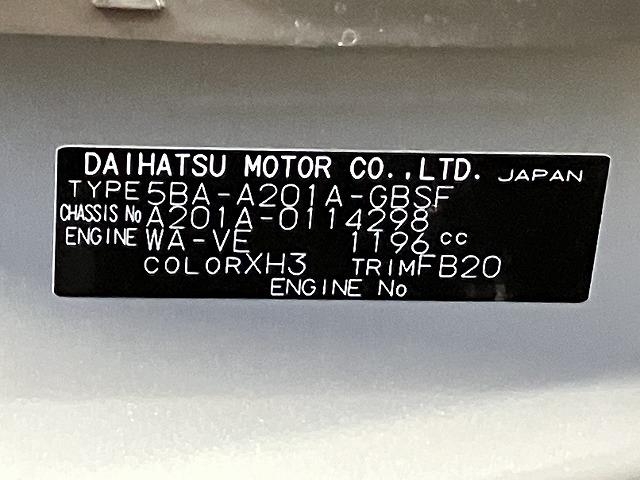 DAIHATSU MOTOR CO.,LTD. JAPAN
TYPE 5BA-A201A-GBSF
CHASSIS No A201A-0114298
ENGINE WA-VE 1196 cc
COLOR XH3 TRIM FB20
ENGINE No